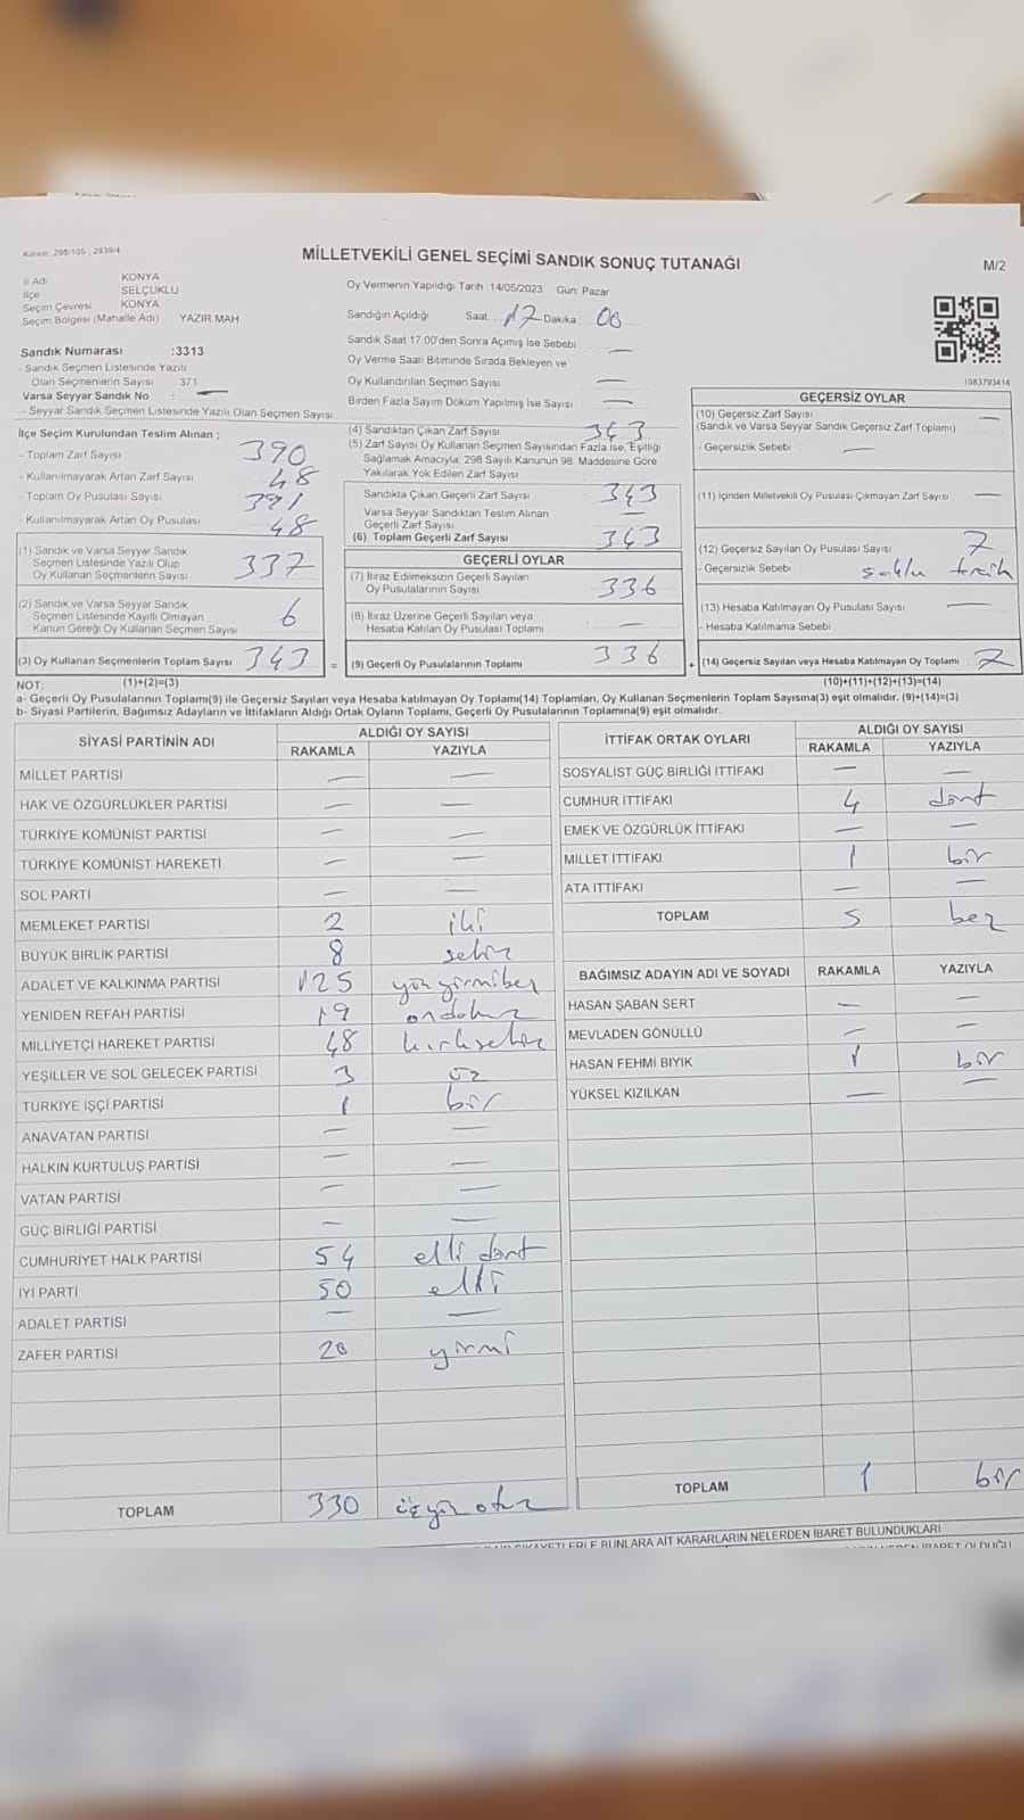 MİLLETVEKİLİ GENEL SEÇİMİ SANDIK SONUÇ TUTANAĞI
M/2
İl Adı KONYA
İlçe SELÇUKLU
Seçim Çevresi KONYA
Seçim Bölgesi (Mahalle Adı) YAZIR MAH
Sandık Numarası :3313
- Sandık Seçmen Listesinde Yazılı
Olan Seçmenlerin Sayısı 371
Varsa Seyyar Sandık No : —
- Seyyar Sandık Seçmen Listesinde Yazılı Olan Seçmen Sayısı
İlçe Seçim Kurulundan Teslim Alınan ;
- Toplam Zarf Sayısı 390
- Kullanılmayarak Artan Zarf Sayısı 48
- Toplam Oy Pusulası Sayısı 391
- Kullanılmayarak Artan Oy Pusulası 48
(1) Sandık ve Varsa Seyyar Sandık
Seçmen Listesinde Yazılı Olup
Oy Kullanan Seçmenlerin Sayısı 337
(2) Sandık ve Varsa Seyyar Sandık
Seçmen Listesinde Kayıtlı Olmayan
Kanun Gereği Oy Kullanan Seçmen Sayısı 6
(3) Oy Kullanan Seçmenlerin Toplam Sayısı 343
Oy Vermenin Yapıldığı Tarih :14/05/2023 Gün: Pazar
Sandığın Açıldığı Saat 17 Dakika 00
Sandık Saat 17:00'den Sonra Açılmış İse Sebebi —
Oy Verme Saati Bitiminde Sırada Bekleyen ve
Oy Kullandırılan Seçmen Sayısı —
Birden Fazla Sayım Döküm Yapılmış İse Sayısı —
(4) Sandıktan Çıkan Zarf Sayısı 343
(5) Zarf Sayısı Oy Kullanan Seçmen Sayısından Fazla ise, Eşitliği
Sağlamak Amacıyla; 298 Sayılı Kanunun 98. Maddesine Göre
Yakılarak Yok Edilen Zarf Sayısı
Sandıkta Çıkan Geçerli Zarf Sayısı 343
Varsa Seyyar Sandıktan Teslim Alınan
Geçerli Zarf Sayısı —
(6) Toplam Geçerli Zarf Sayısı 343
GEÇERLİ OYLAR
(7) İtiraz Edilmeksizin Geçerli Sayılan
Oy Pusulalarının Sayısı 336
(8) İtiraz Üzerine Geçerli Sayılan veya
Hesaba Katılan Oy Pusulası Toplamı —
= (9) Geçerli Oy Pusulalarının Toplamı 336
1083793414
GEÇERSİZ OYLAR
(10) Geçersiz Zarf Sayısı —
(Sandık ve Varsa Seyyar Sandık Geçersiz Zarf Toplamı)
- Geçersizlik Sebebi —
(11) İçinden Milletvekili Oy Pusulası Çıkmayan Zarf Sayısı —
(12) Geçersiz Sayılan Oy Pusulası Sayısı 7
- Geçersizlik Sebebi
(13) Hesaba Katılmayan Oy Pusulası Sayısı —
- Hesaba Katılmama Sebebi
+ (14) Geçersiz Sayılan veya Hesaba Katılmayan Oy Toplamı 7
NOT: (1)+(2)=(3)
(10)+(11)+(12)+(13)=(14)
a- Geçerli Oy Pusulalarının Toplamı(9) ile Geçersiz Sayılan veya Hesaba katılmayan Oy Toplamı(14) Toplamları, Oy Kullanan Seçmenlerin Toplam Sayısına(3) eşit olmalıdır. (9)+(14)=(3)
b- Siyasi Partilerin, Bağımsız Adayların ve İttifakların Aldığı Ortak Oyların Toplamı, Geçerli Oy Pusulalarının Toplamına(9) eşit olmalıdır.
SİYASİ PARTİNİN ADI ALDIĞI OY SAYISI
RAKAMLA YAZIYLA
MİLLET PARTİSİ — —
HAK VE ÖZGÜRLÜKLER PARTİSİ — —
TÜRKİYE KOMÜNİST PARTİSİ — —
TÜRKİYE KOMÜNİST HAREKETİ — —
SOL PARTİ — —
MEMLEKET PARTİSİ 2 iki
BÜYÜK BİRLİK PARTİSİ 8 sekiz
ADALET VE KALKINMA PARTİSİ 125 yüzyirmibeş
YENİDEN REFAH PARTİSİ 19 ondokuz
MİLLİYETÇİ HAREKET PARTİSİ 48 kırksekiz
YEŞİLLER VE SOL GELECEK PARTİSİ 3 üç
TÜRKİYE İŞÇİ PARTİSİ 1 bir
ANAVATAN PARTİSİ — —
HALKIN KURTULUŞ PARTİSİ — —
VATAN PARTİSİ — —
GÜÇ BİRLİĞİ PARTİSİ — —
CUMHURİYET HALK PARTİSİ 54 elli dört
İYİ PARTİ 50 elli
ADALET PARTİSİ — —
ZAFER PARTİSİ 20 yirmi
TOPLAM 330 üçyüz otuz
İTTİFAK ORTAK OYLARI ALDIĞI OY SAYISI
RAKAMLA YAZIYLA
SOSYALİST GÜÇ BİRLİĞİ İTTİFAKI — —
CUMHUR İTTİFAKI 4 dört
EMEK VE ÖZGÜRLÜK İTTİFAKI — —
MİLLET İTTİFAKI 1 bir
ATA İTTİFAKI — —
TOPLAM 5 beş
BAĞIMSIZ ADAYIN ADI VE SOYADI RAKAMLA YAZIYLA
HASAN ŞABAN SERT — —
MEVLADEN GÖNÜLLÜ — —
HASAN FEHMİ BIYIK 1 bir
YÜKSEL KIZILKAN — —
TOPLAM 1 bir
BUNLARA AİT KARARLARIN NELERDEN İBARET BULUNDUKLARI